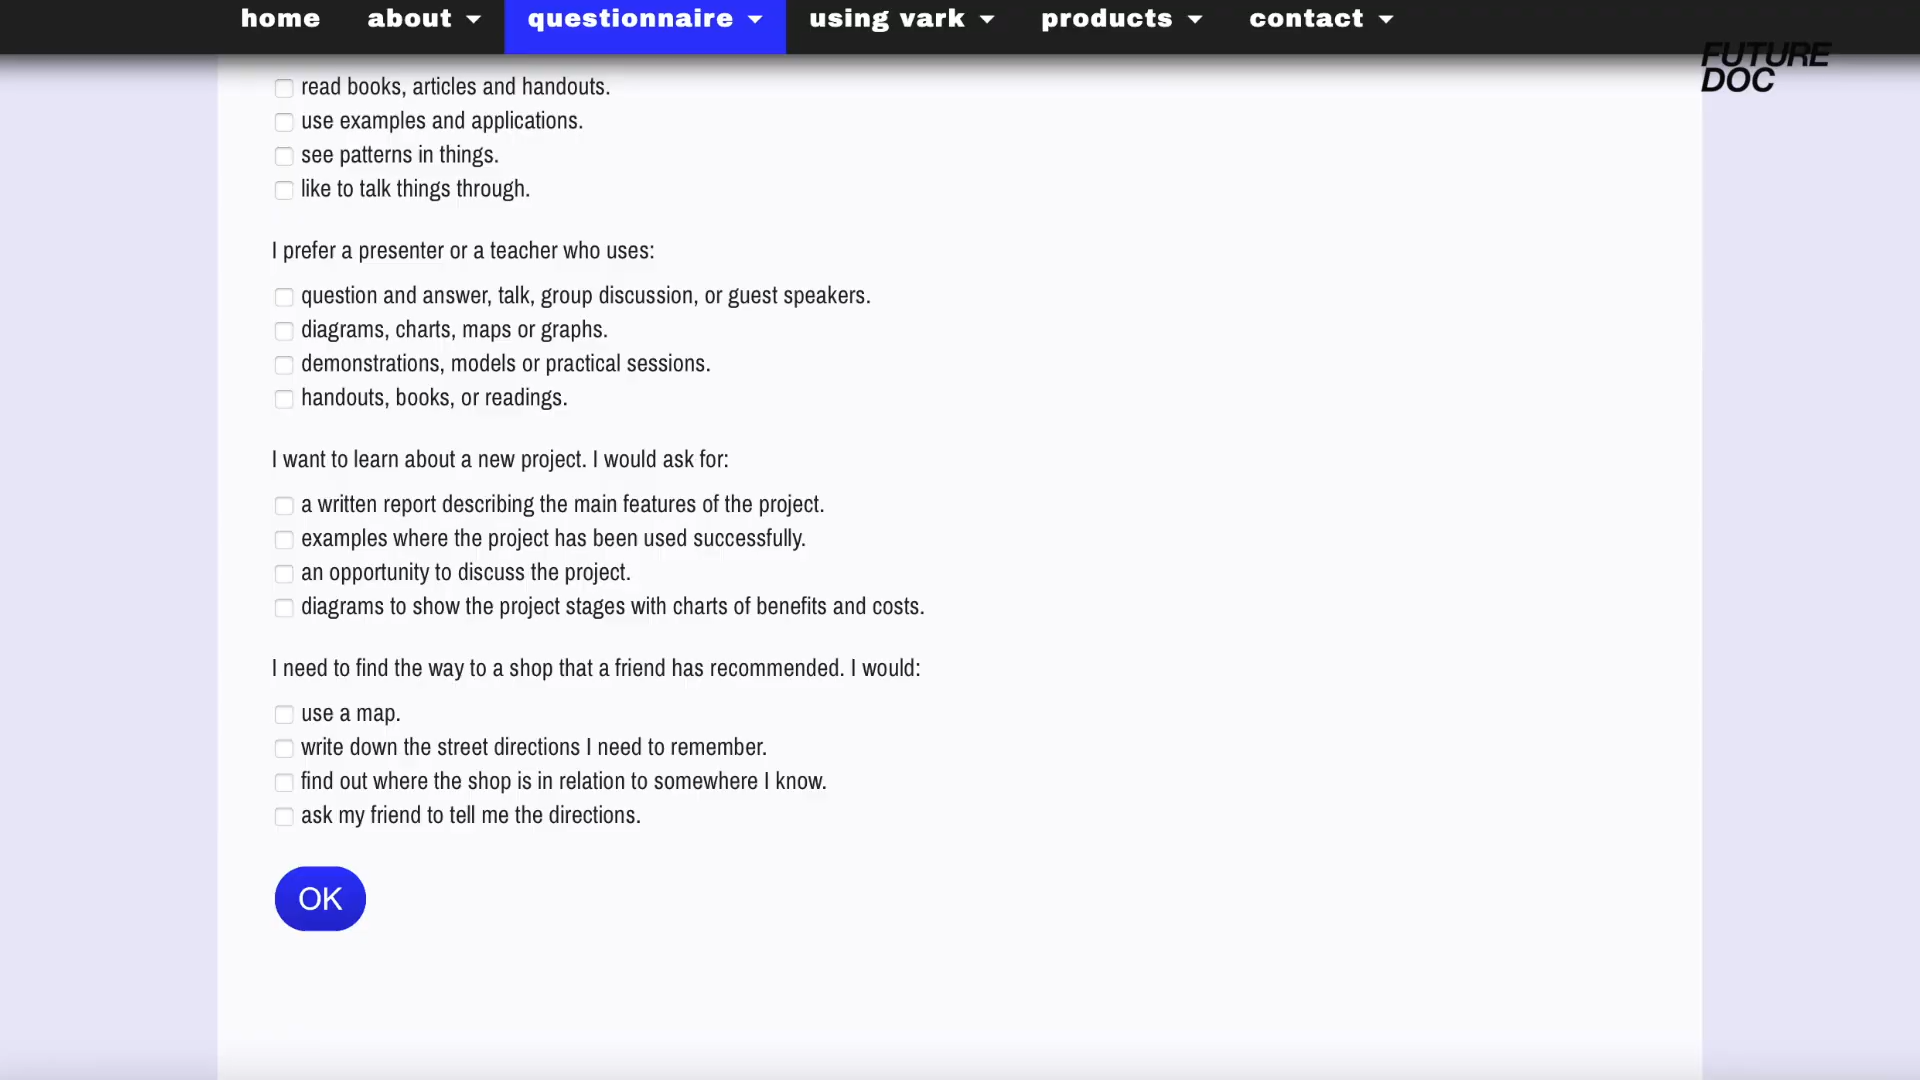 home about questionnaire using vark products contact
FUTURE
DOC
read books, articles and handouts.
use examples and applications.
see patterns in things.
like to talk things through.
I prefer a presenter or a teacher who uses:
question and answer, talk, group discussion, or guest speakers.
diagrams, charts, maps or graphs.
demonstrations, models or practical sessions.
handouts, books, or readings.
I want to learn about a new project. I would ask for:
a written report describing the main features of the project.
examples where the project has been used successfully.
an opportunity to discuss the project.
diagrams to show the project stages with charts of benefits and costs.
I need to find the way to a shop that a friend has recommended. I would:
use a map.
write down the street directions I need to remember.
find out where the shop is in relation to somewhere I know.
ask my friend to tell me the directions.
OK